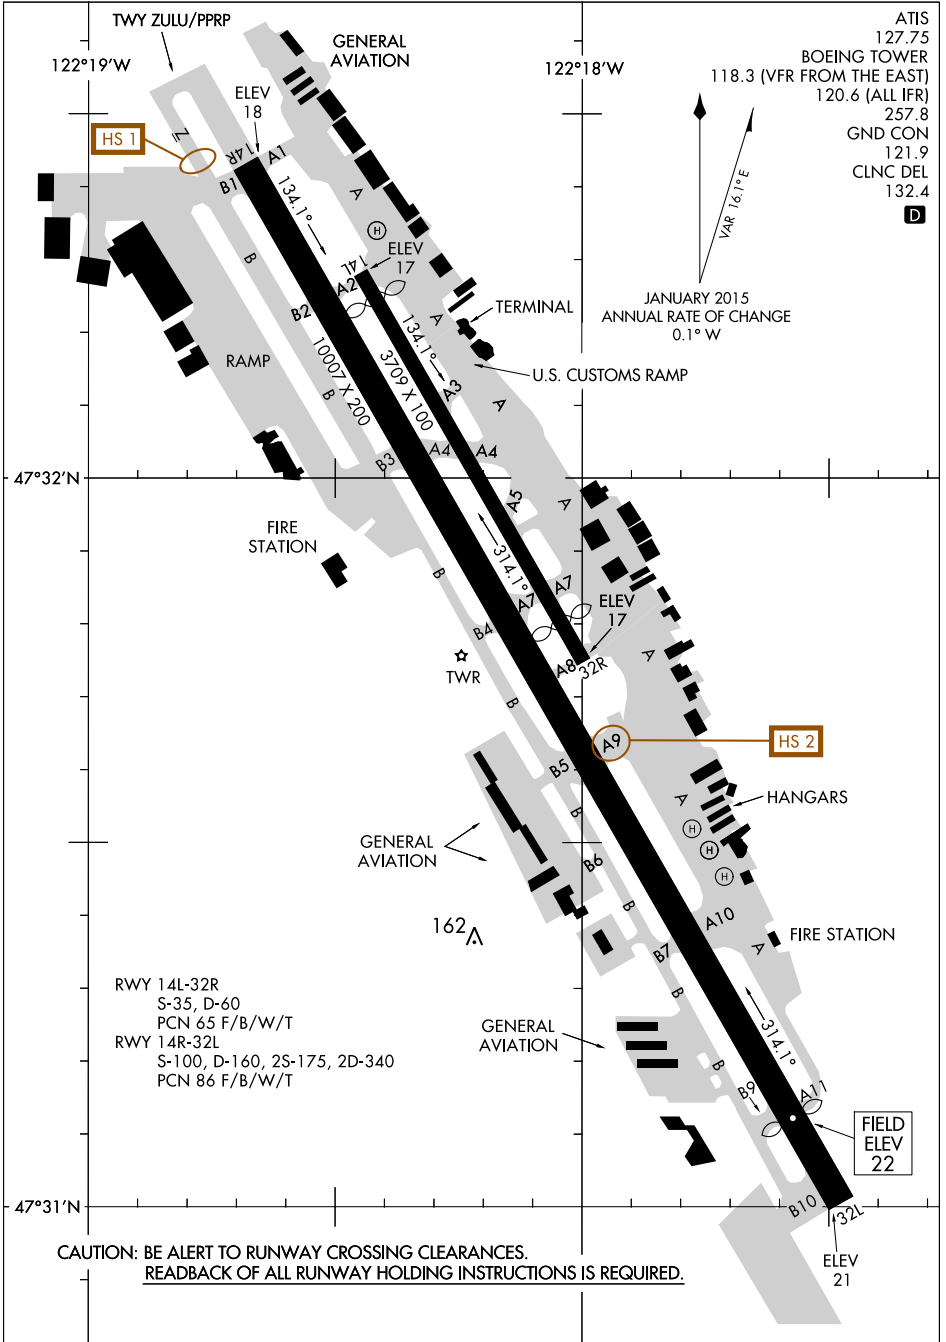 TWY ZULU/PPRP
GENERAL
AVIATION
122°19'W
122°18'W
ATIS
127.75
BOEING TOWER
118.3 (VFR FROM THE EAST)
120.6 (ALL IFR)
257.8
GND CON
121.9
CLNC DEL
132.4
D
ELEV
18
HS 1
Z
14R
A1
B1
134.1°
A
H
ELEV
17
14L
VAR 16.1° E
JANUARY 2015
ANNUAL RATE OF CHANGE
0.1° W
B
A2
B2
A
TERMINAL
134.1°
10007 X 200
3709 X 100
RAMP
U.S. CUSTOMS RAMP
B
A3
A
B3
A4
A4
47°32'N
A5
A
FIRE
STATION
314.1°
B
A7
A7
ELEV
17
B4
TWR
A8
32R
A
B
A9
HS 2
B5
A
HANGARS
B
H
H
H
GENERAL
AVIATION
B6
B
A10
162
B7
A
FIRE STATION
RWY 14L-32R
S-35, D-60
PCN 65 F/B/W/T
RWY 14R-32L
S-100, D-160, 2S-175, 2D-340
PCN 86 F/B/W/T
B
314.1°
GENERAL
AVIATION
B
B9
A11
FIELD
ELEV
22
47°31'N
B10
32L
ELEV
21
CAUTION: BE ALERT TO RUNWAY CROSSING CLEARANCES.
READBACK OF ALL RUNWAY HOLDING INSTRUCTIONS IS REQUIRED.